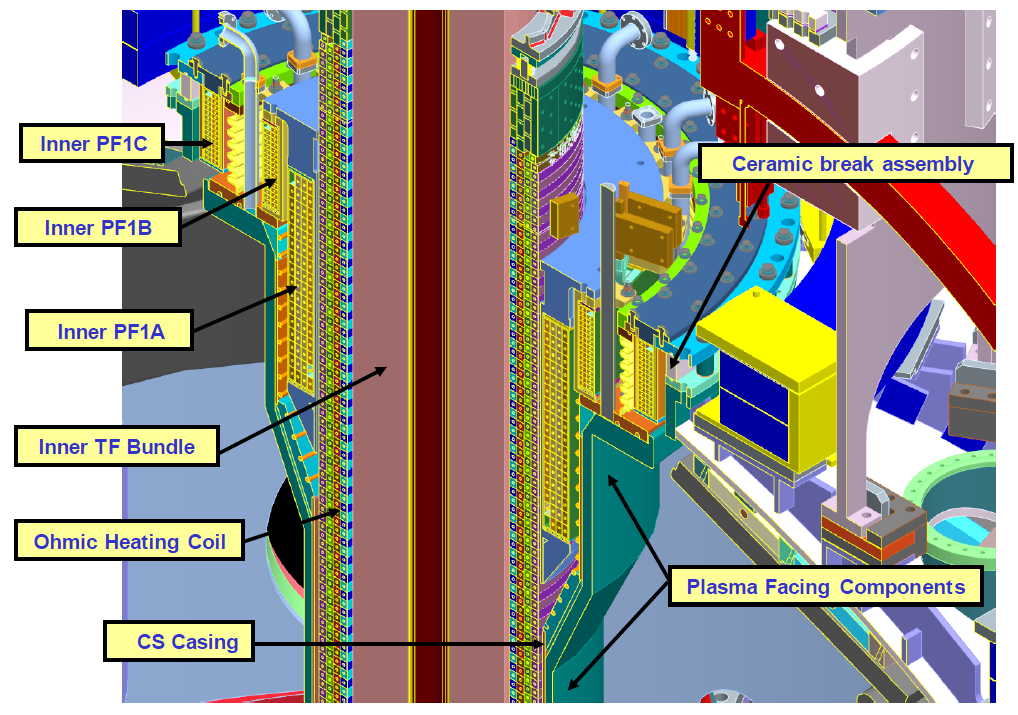 Inner PF1C
Ceramic break assembly
Inner PF1B
Inner PF1A
Inner TF Bundle
Ohmic Heating Coil
Plasma Facing Components
CS Casing